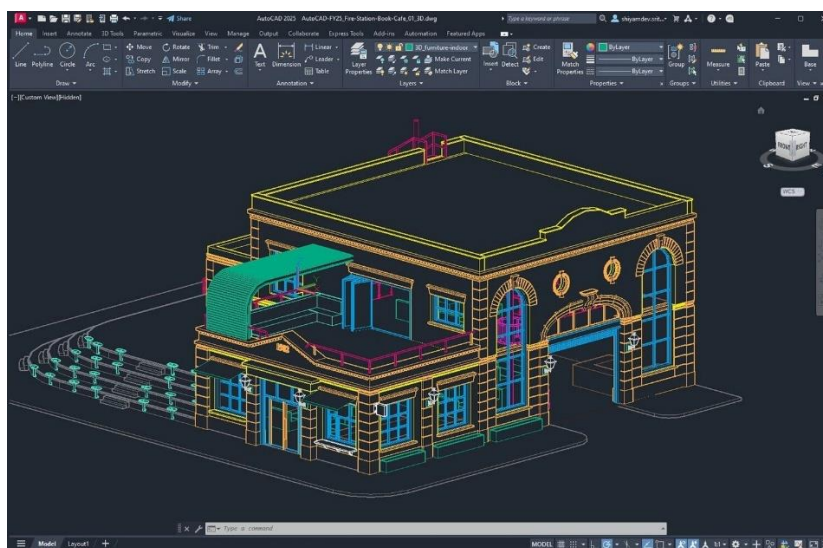 Share
AutoCAD 2025 AutoCAD-FY25_Fire-Station-Book-Cafe_01_3D.dwg
Type a keyword or phrase
Home Insert Annotate 3D Tools Parametric Visualize View Manage Output Collaborate Express Tools Add-ins Automation Featured Apps
Line Polyline Circle Arc
Move Rotate Trim
Copy Mirror Fillet
Stretch Scale Array
Text Dimension
Linear
Leader
Table
Layer Properties
3D_furniture-indoor
Make Current
Match Layer
Insert Detect
Create
Edit
Match Properties
ByLayer
ByLayer
ByLayer
Group
Measure
Paste
Base
Draw Modify Annotation Layers Block Properties Groups Utilities Clipboard View
[-][Custom View][Hidden]
FRONT RIGHT
WCS
Type a command
Model Layout1 +
MODEL